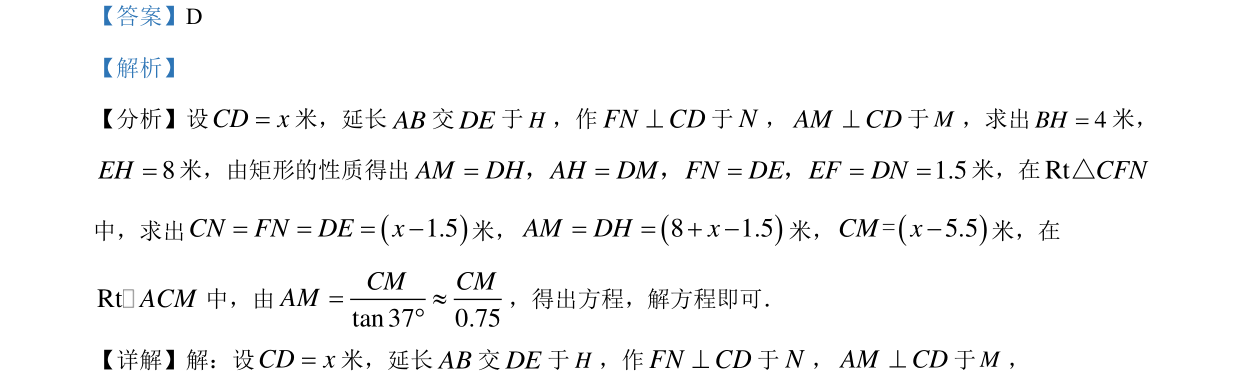 【答案】D
【解析】
【分析】设CD = x米，延长AB交DE于H，作FN⊥CD于N，AM⊥CD于M，求出BH = 4米，
EH = 8米，由矩形的性质得出AM = DH，AH = DM，FN = DE，EF = DN = 1.5米，在Rt△CFN
中，求出CN = FN = DE = (x−1.5)米，AM = DH = (8+x−1.5)米，CM=(x−5.5)米，在
Rt□ACM中，由AM = CM/tan37° ≈ CM/0.75，得出方程，解方程即可．
【详解】解：设CD = x米，延长AB交DE于H，作FN⊥CD于N，AM⊥CD于M，